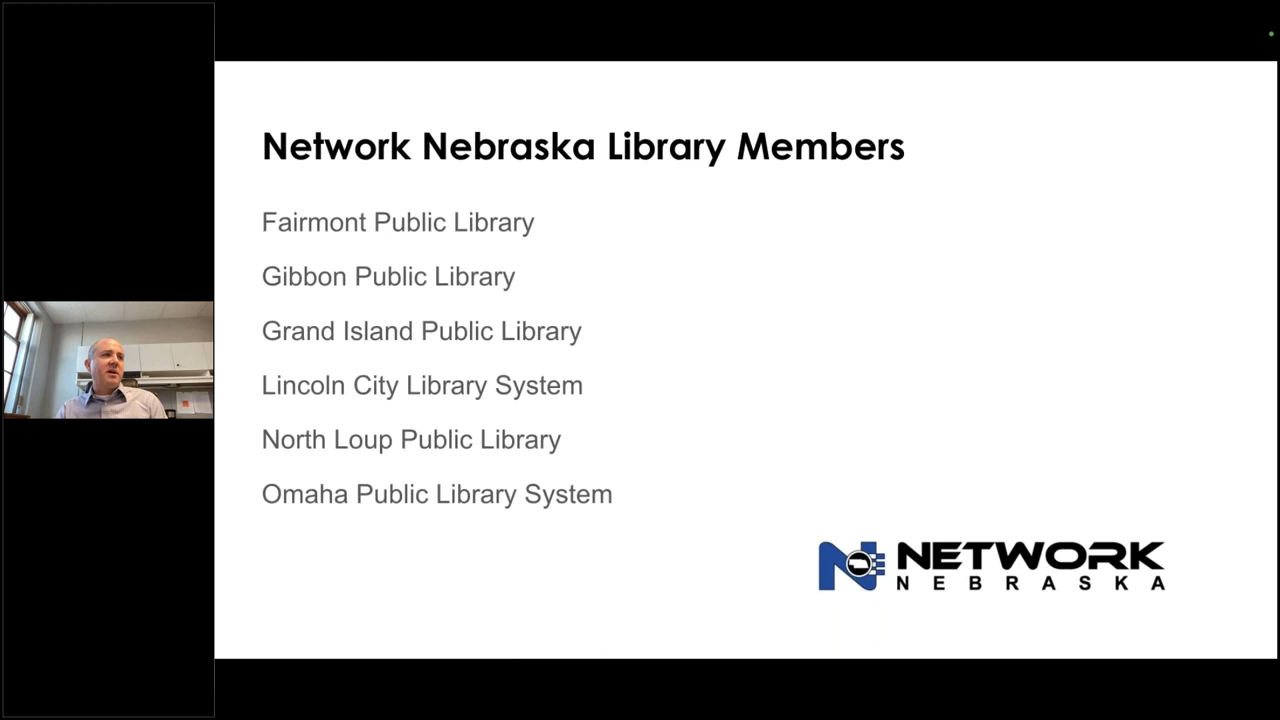 Network Nebraska Library Members
Fairmont Public Library
Gibbon Public Library
Grand Island Public Library
Lincoln City Library System
North Loup Public Library
Omaha Public Library System
NETWORK
NEBRASKA